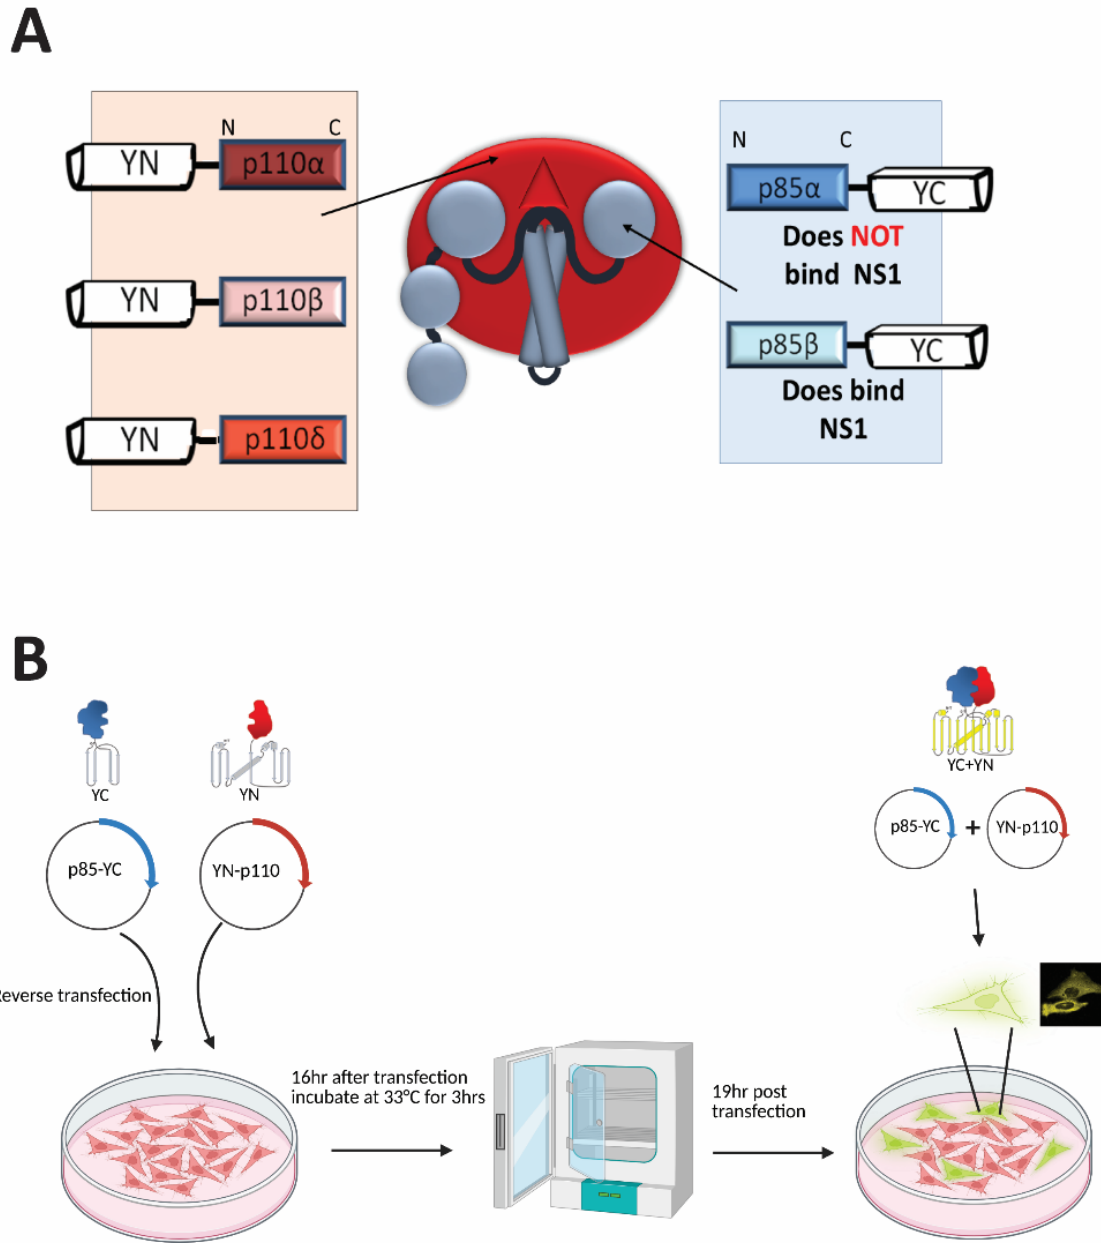 A
N C
YN p110α
YN p110β
YN p110δ
N C
p85α YC
Does NOT
bind NS1
p85β YC
Does bind
NS1
B
YC
YN
YC+YN
p85-YC
YN-p110
p85-YC + YN-p110
everse transfection
16hr after transfection
incubate at 33°C for 3hrs
19hr post
transfection